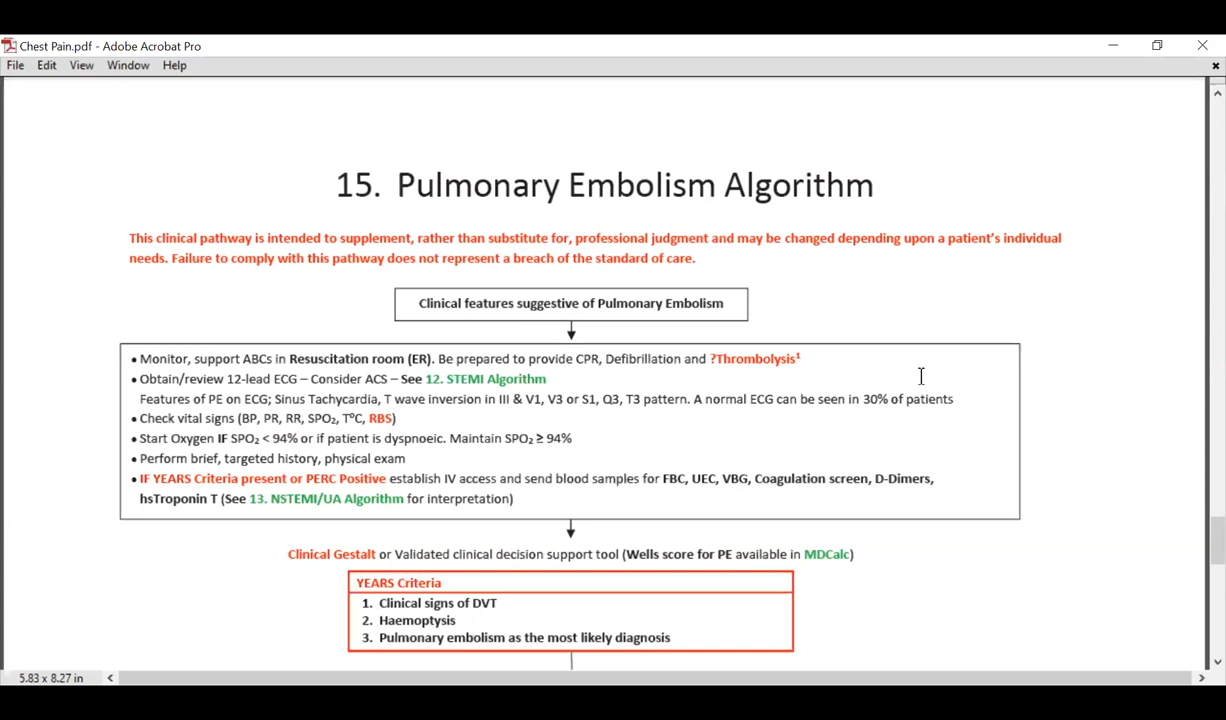 Chest Pain.pdf - Adobe Acrobat Pro
File Edit View Window Help
15. Pulmonary Embolism Algorithm
This clinical pathway is intended to supplement, rather than substitute for, professional judgment and may be changed depending upon a patient's individual
needs. Failure to comply with this pathway does not represent a breach of the standard of care.
Clinical features suggestive of Pulmonary Embolism
• Monitor, support ABCs in Resuscitation room (ER). Be prepared to provide CPR, Defibrillation and ?Thrombolysis¹
• Obtain/review 12-lead ECG – Consider ACS – See 12. STEMI Algorithm
Features of PE on ECG; Sinus Tachycardia, T wave inversion in III & V1, V3 or S1, Q3, T3 pattern. A normal ECG can be seen in 30% of patients
• Check vital signs (BP, PR, RR, SPO₂, T°C, RBS)
• Start Oxygen IF SPO₂ < 94% or if patient is dyspnoeic. Maintain SPO₂ ≥ 94%
• Perform brief, targeted history, physical exam
• IF YEARS Criteria present or PERC Positive establish IV access and send blood samples for FBC, UEC, VBG, Coagulation screen, D-Dimers,
hsTroponin T (See 13. NSTEMI/UA Algorithm for interpretation)
Clinical Gestalt or Validated clinical decision support tool (Wells score for PE available in MDCalc)
YEARS Criteria
1. Clinical signs of DVT
2. Haemoptysis
3. Pulmonary embolism as the most likely diagnosis
5.83 x 8.27 in